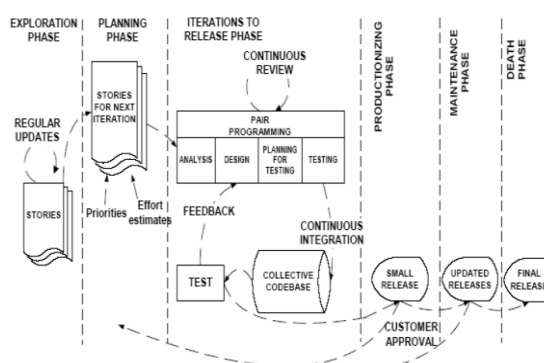 EXPLORATION
PHASE
PLANNING
PHASE
ITERATIONS TO
RELEASE PHASE
PRODUCTIONIZING
PHASE
MAINTENANCE
PHASE
DEATH
PHASE
REGULAR
UPDATES
STORIES
STORIES
FOR NEXT
ITERATION
Priorities
Effort
estimates
CONTINUOUS
REVIEW
PAIR
PROGRAMMING
ANALYSIS
DESIGN
PLANNING
FOR
TESTING
TESTING
FEEDBACK
CONTINUOUS
INTEGRATION
TEST
COLLECTIVE
CODEBASE
SMALL
RELEASE
UPDATED
RELEASES
FINAL
RELEASE
CUSTOMER
APPROVAL